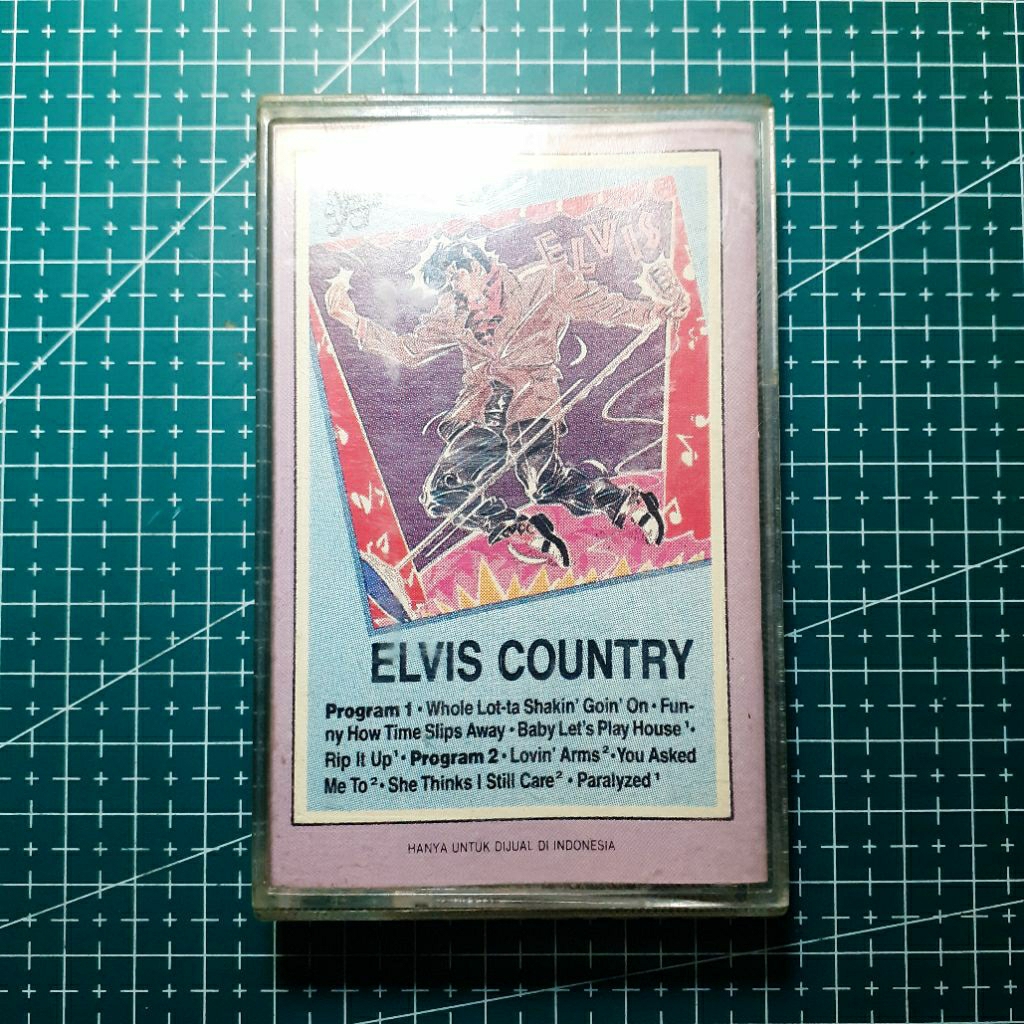 ELVIS
ELVIS COUNTRY
Program 1 • Whole Lot-ta Shakin' Goin' On • Fun-
ny How Time Slips Away • Baby Let's Play House ¹•
Rip It Up ¹• Program 2 • Lovin' Arms ²• You Asked
Me To ²• She Thinks I Still Care ² • Paralyzed ¹
HANYA UNTUK DIJUAL DI INDONESIA